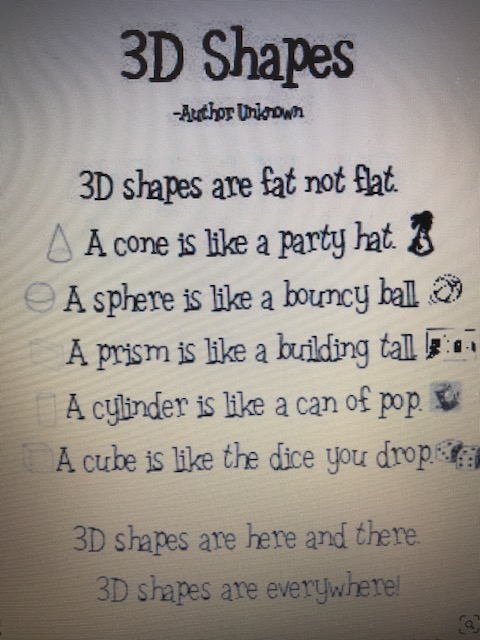 3D Shapes
-Author Unknown
3D shapes are fat not flat.
A cone is like a party hat.
A sphere is like a bouncy ball
A prism is like a building tall
A cylinder is like a can of pop.
A cube is like the dice you drop.
3D shapes are here and there.
3D shapes are everywhere!